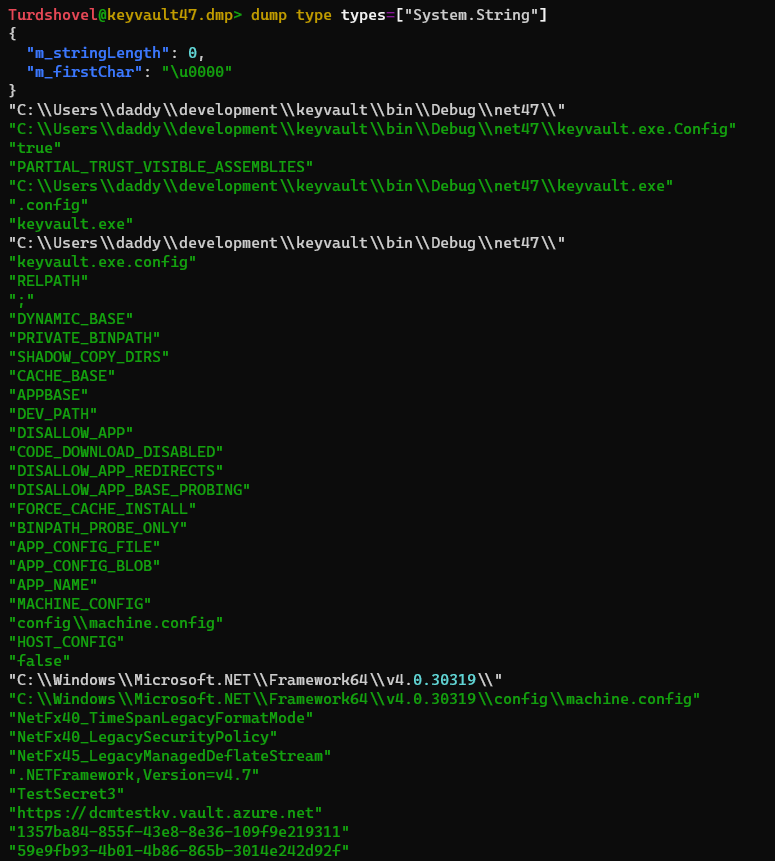 Turdshovel@keyvault47.dmp> dump type types=["System.String"]
{
  "m_stringLength": 0,
  "m_firstChar": "\u0000"
}
"C:\\Users\\daddy\\development\\keyvault\\bin\\Debug\\net47\\"
"C:\\Users\\daddy\\development\\keyvault\\bin\\Debug\\net47\\keyvault.exe.Config"
"true"
"PARTIAL_TRUST_VISIBLE_ASSEMBLIES"
"C:\\Users\\daddy\\development\\keyvault\\bin\\Debug\\net47\\keyvault.exe"
".config"
"keyvault.exe"
"C:\\Users\\daddy\\development\\keyvault\\bin\\Debug\\net47\\"
"keyvault.exe.config"
"RELPATH"
";"
"DYNAMIC_BASE"
"PRIVATE_BINPATH"
"SHADOW_COPY_DIRS"
"CACHE_BASE"
"APPBASE"
"DEV_PATH"
"DISALLOW_APP"
"CODE_DOWNLOAD_DISABLED"
"DISALLOW_APP_REDIRECTS"
"DISALLOW_APP_BASE_PROBING"
"FORCE_CACHE_INSTALL"
"BINPATH_PROBE_ONLY"
"APP_CONFIG_FILE"
"APP_CONFIG_BLOB"
"APP_NAME"
"MACHINE_CONFIG"
"config\\machine.config"
"HOST_CONFIG"
"false"
"C:\\Windows\\Microsoft.NET\\Framework64\\v4.0.30319\\"
"C:\\Windows\\Microsoft.NET\\Framework64\\v4.0.30319\\config\\machine.config"
"NetFx40_TimeSpanLegacyFormatMode"
"NetFx40_LegacySecurityPolicy"
"NetFx45_LegacyManagedDeflateStream"
".NETFramework,Version=v4.7"
"TestSecret3"
"https://dcmtestkv.vault.azure.net"
"1357ba84-855f-43e8-8e36-109f9e219311"
"59e9fb93-4b01-4b86-865b-3014e242d92f"